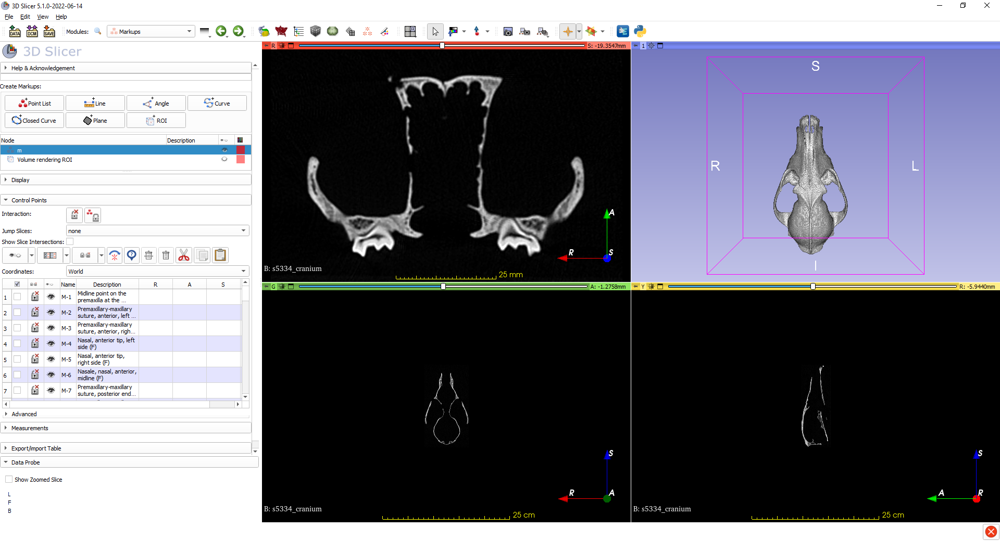 3D Slicer 5.1.0-2022-06-14
File Edit View Help
DATA DCM SAVE Modules: Markups
3D Slicer
Help & Acknowledgement
Create Markups:
Point List Line Angle Curve
Closed Curve Plane ROI
Node Description
m
Volume rendering ROI
Display
Control Points
Interaction:
Jump Slices: none
Show Slice Intersections:
Coordinates: World
Name Description R A S
1 M-1 Midline point on the
premaxilla at the ...
2 M-2 Premaxillary-maxillary
suture, anterior, left ...
3 M-3 Premaxillary-maxillary
suture, anterior, righ...
4 M-4 Nasal, anterior tip, left
side (F)
5 M-5 Nasal, anterior tip,
right side (F)
6 M-6 Nasale, nasal, anterior,
midline (F)
7 M-7 Premaxillary-maxillary
suture, posterior end...
Advanced
Measurements
Export/import Table
Data Probe
Show Zoomed Slice
L
F
B
R S: -19.3547mm
A
R S
B: s5334_cranium
25 mm
1
S
R L
I
G A: -1.2758mm
S
R A
B: s5334_cranium
25 cm
Y R: -5.9440mm
S
A R
B: s5334_cranium
25 cm